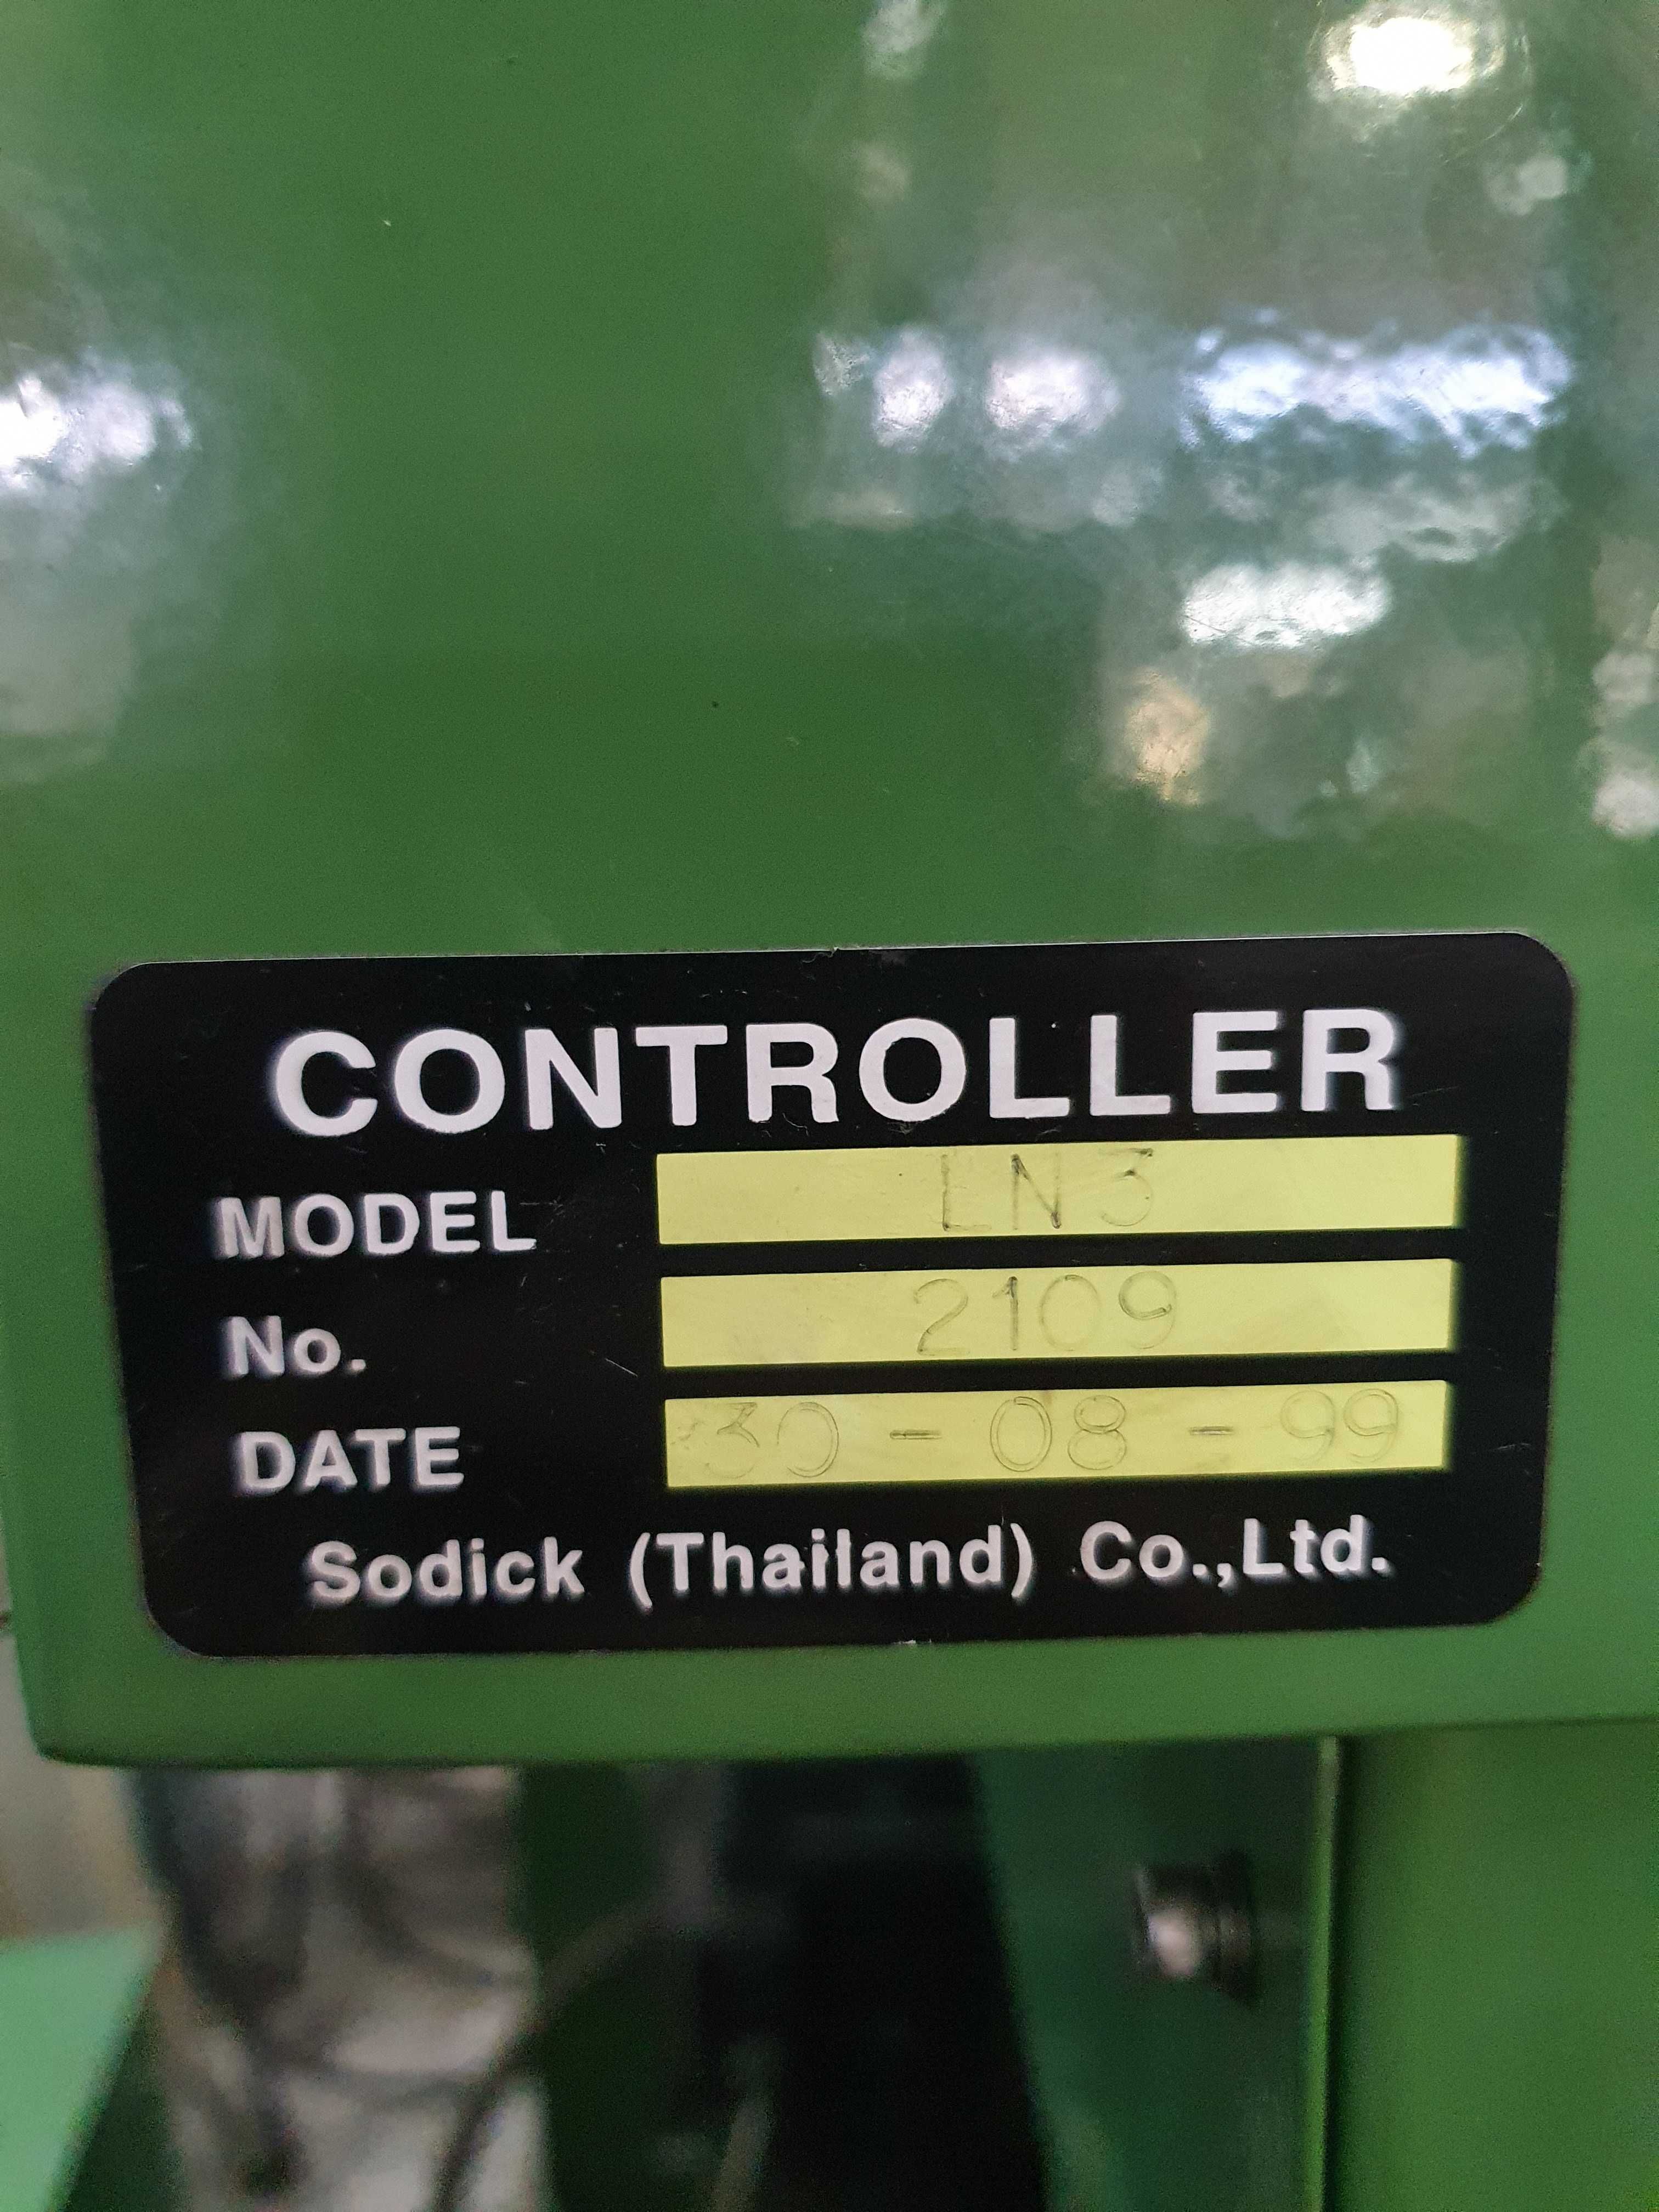 CONTROLLER
MODEL LN3
No. 2109
DATE 30-08-99
Sodick (Thailand) Co.,Ltd.